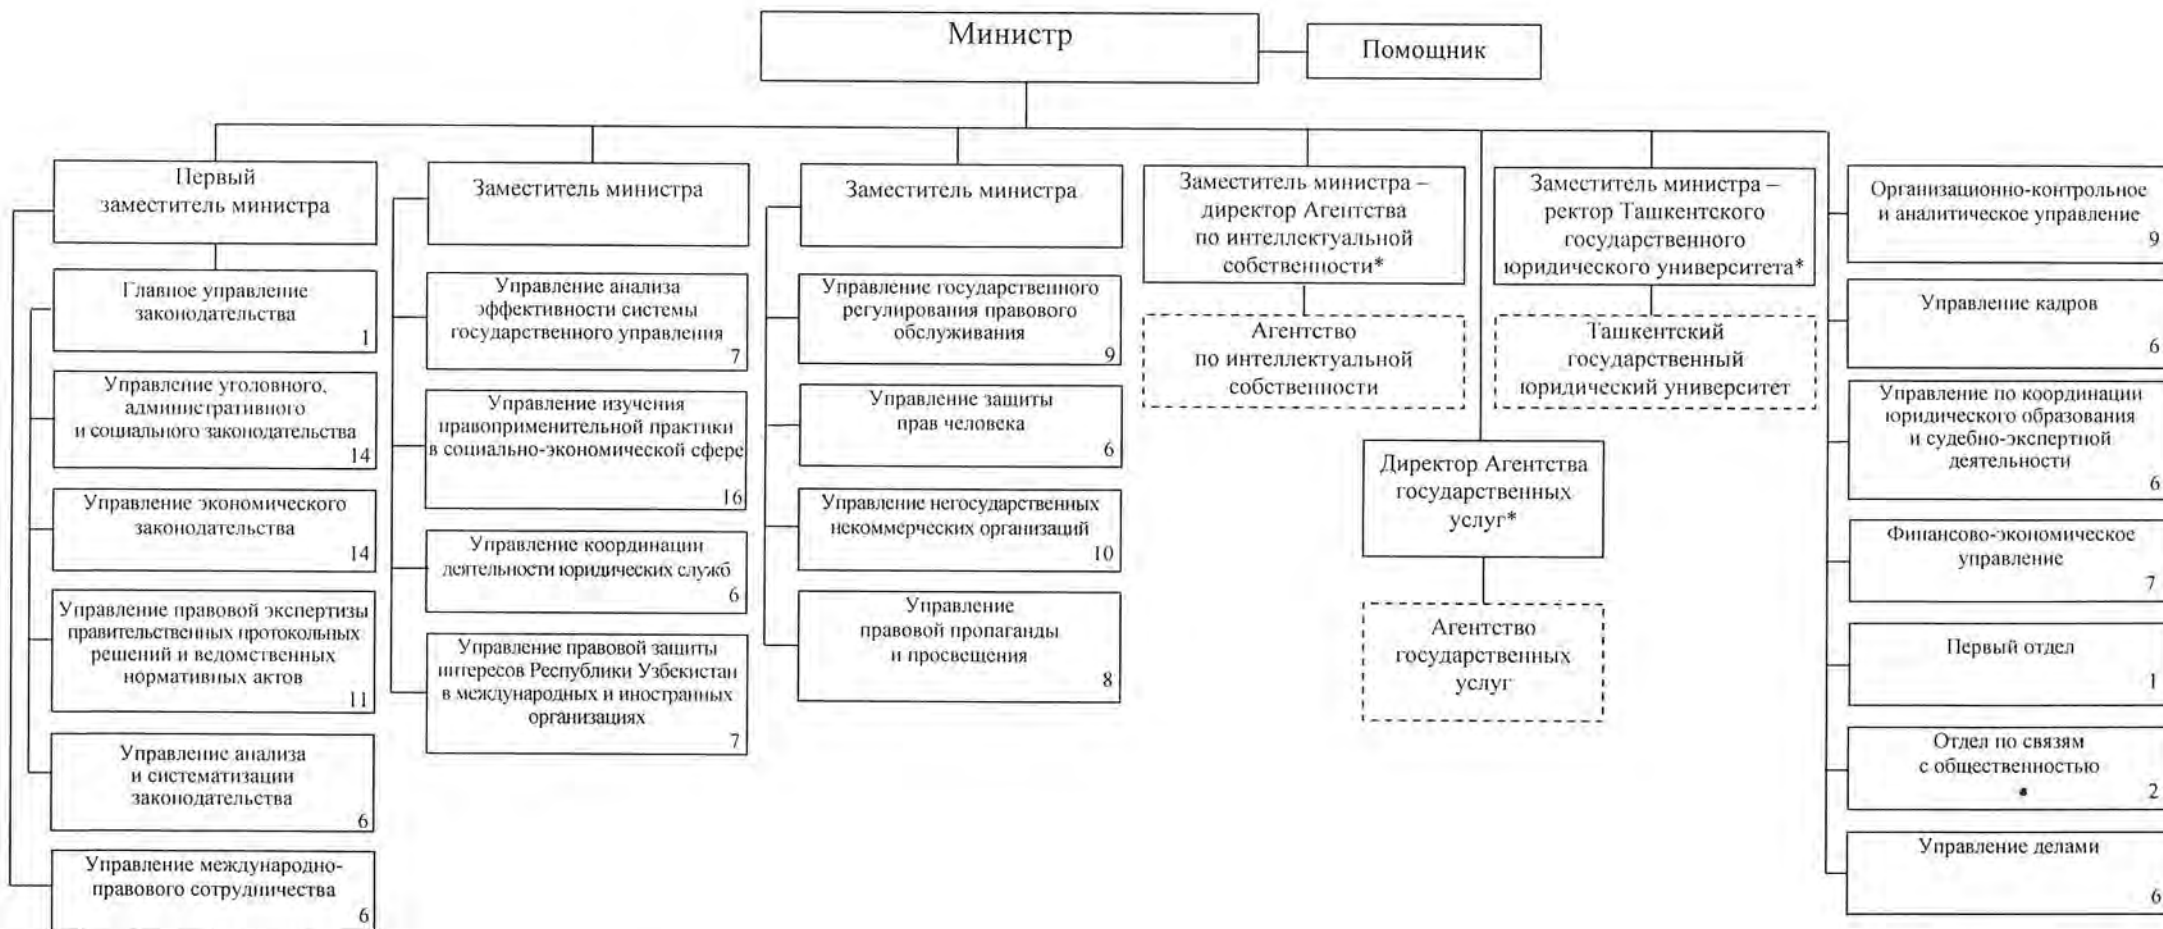 Министр
Помощник
Первый
заместитель министра
Главное управление
законодательства
1
Управление уголовного,
административного
и социального законодательства
14
Управление экономического
законодательства
14
Управление правовой экспертизы
правительственных протокольных
решений и ведомственных
нормативных актов
11
Управление анализа
и систематизации
законодательства
6
Управление международно-
правового сотрудничества
6
Заместитель министра
Управление анализа
эффективности системы
государственного управления
7
Управление изучения
правоприменительной практики
в социально-экономической сфере
16
Управление координации
деятельности юридических служб
6
Управление правовой защиты
интересов Республики Узбекистан
в международных и иностранных
организациях
7
Заместитель министра
Управление государственного
регулирования правового
обслуживания
9
Управление защиты
прав человека
6
Управление негосударственных
некоммерческих организаций
10
Управление
правовой пропаганды
и просвещения
8
Заместитель министра –
директор Агентства
по интеллектуальной
собственности*
Агентство
по интеллектуальной
собственности
Директор Агентства
государственных
услуг*
Агентство
государственных
услуг
Заместитель министра –
ректор Ташкентского
государственного
юридического университета*
Ташкентский
государственный
юридический университет
Организационно-контрольное
и аналитическое управление
9
Управление кадров
6
Управление по координации
юридического образования
и судебно-экспертной
деятельности
6
Финансово-экономическое
управление
7
Первый отдел
1
Отдел по связям
с общественностью
2
Управление делами
6